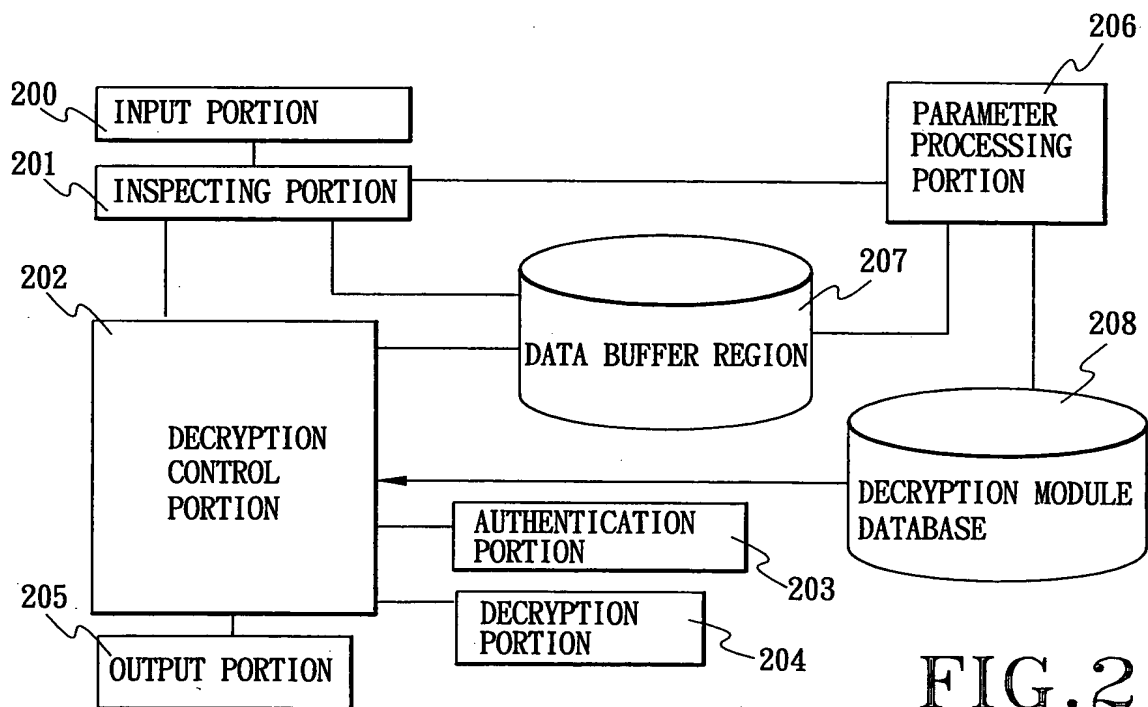 206
200
INPUT PORTION
PARAMETER
PROCESSING
PORTION
201
INSPECTING PORTION
202
207
DATA BUFFER REGION
208
DECRYPTION
CONTROL
PORTION
DECRYPTION MODULE
DATABASE
AUTHENTICATION
PORTION
203
205
DECRYPTION
PORTION
204
OUTPUT PORTION
FIG.2